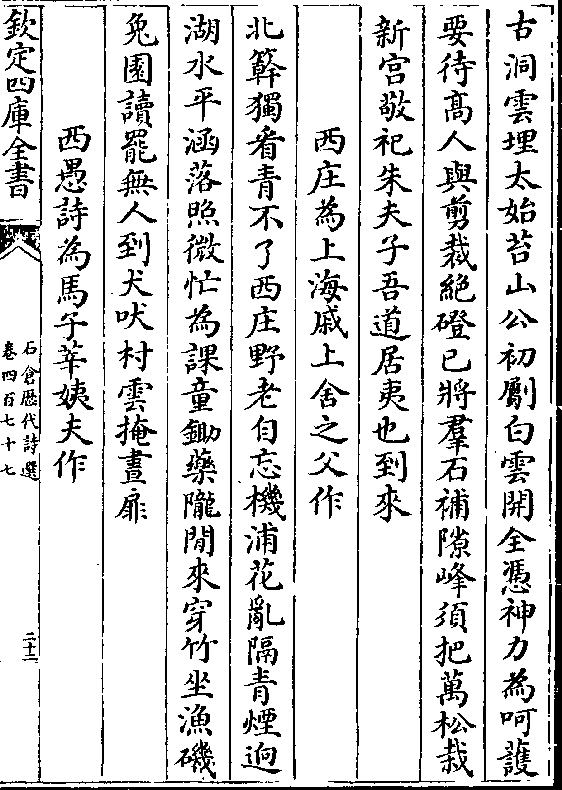 古洞雲埋太始苔山公初劚白雲開全憑神力為呵護
要待高人與剪裁絶磴已將羣石補隙峰須把萬松栽
新宫敬祀朱夫子吾道居夷也到來
西庄為上海戚上舍之父作
北簳獨看青不了西庄野老自忘機浦花亂隔青煙逈
湖水平涵落照微忙為課童鋤藥隴閒來穿竹坐漁磯
兔園讀罷無人到犬吠村雲掩晝扉
西愚詩為馬子莘姨夫作
欽定四庫全書
石倉歴代詩選
卷四百七十七
二十二